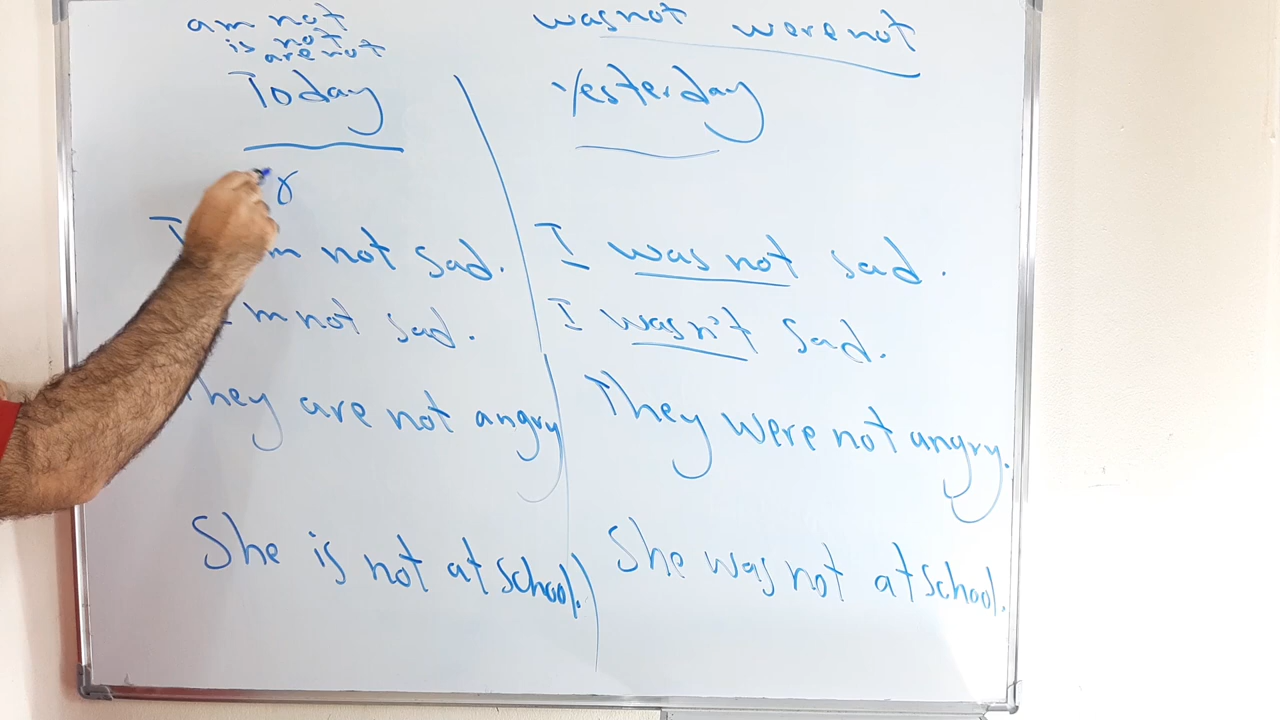 am not
is not
are not
was not were not
Today
Yesterday
m not sad.
I was not sad.
m not sad.
I wasn't sad.
They are not angry
They were not angry.
She is not at school.
She was not at school.